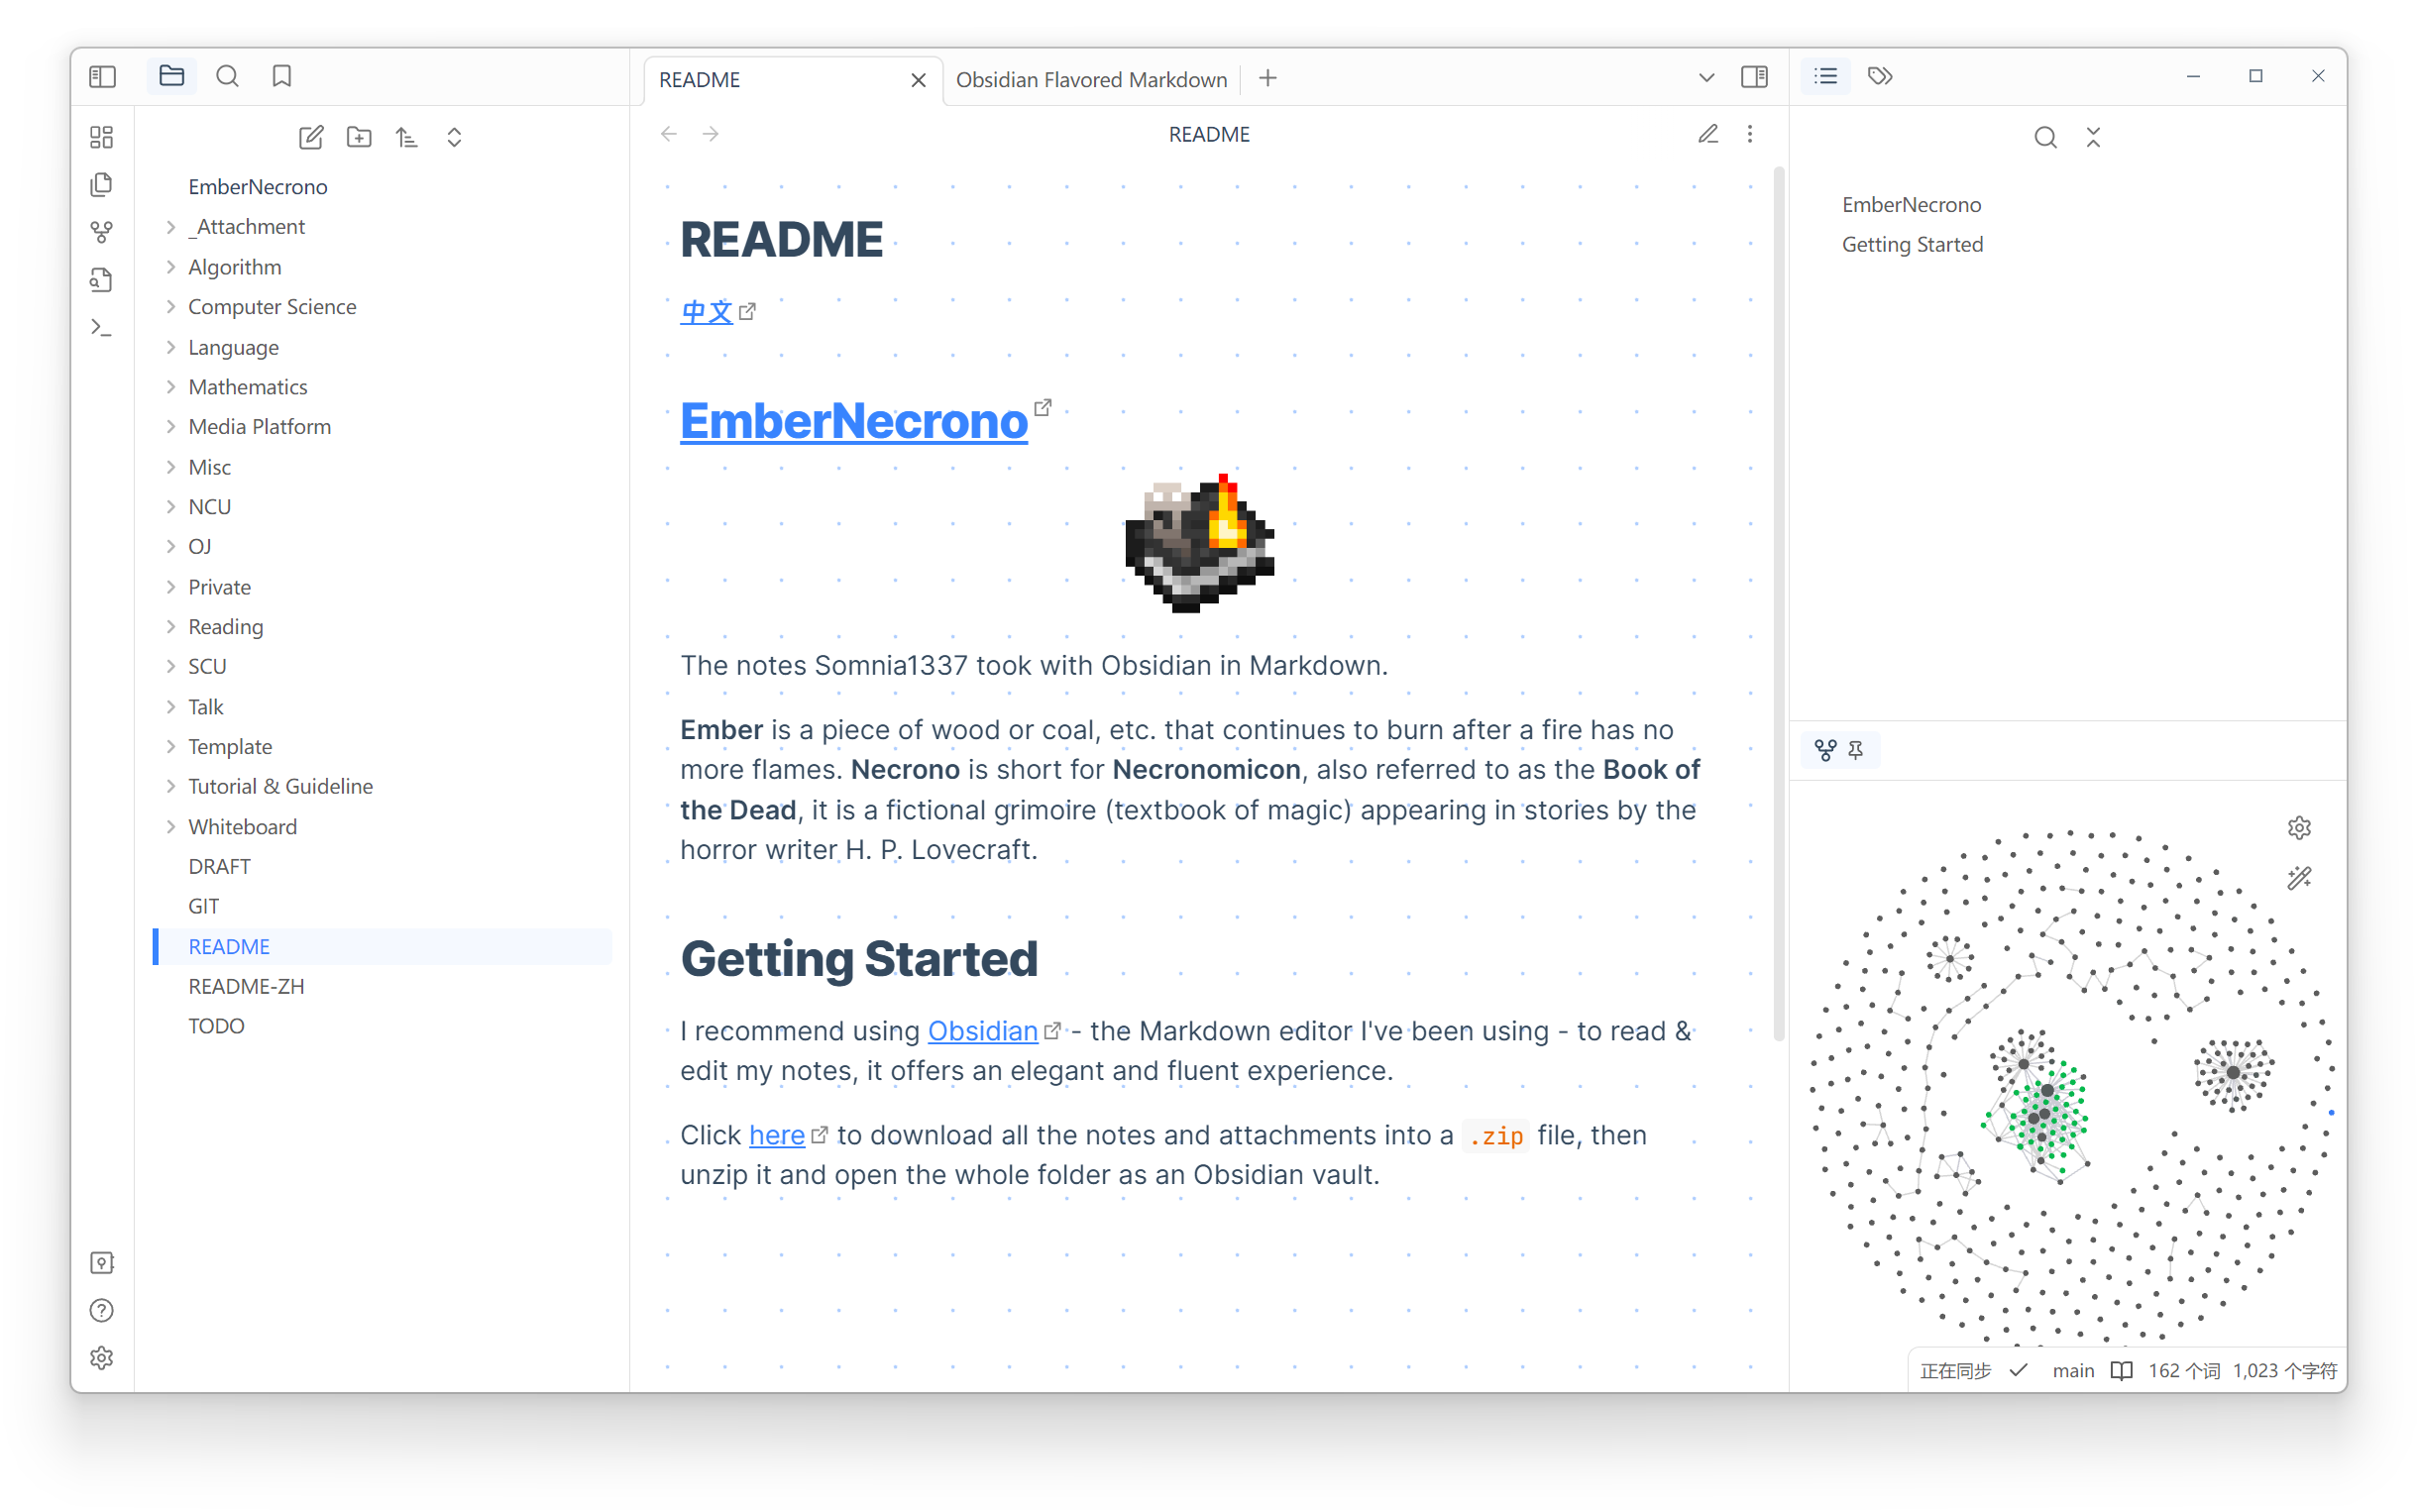 README
Obsidian Flavored Markdown
README
EmberNecrono
_Attachment
Algorithm
Computer Science
Language
Mathematics
Media Platform
Misc
NCU
OJ
Private
Reading
SCU
Talk
Template
Tutorial & Guideline
Whiteboard
DRAFT
GIT
README
README-ZH
TODO
README
中文
EmberNecrono
The notes Somnia1337 took with Obsidian in Markdown.
Ember is a piece of wood or coal, etc. that continues to burn after a fire has no
more flames. Necrono is short for Necronomicon, also referred to as the Book of
the Dead, it is a fictional grimoire (textbook of magic) appearing in stories by the
horror writer H. P. Lovecraft.
Getting Started
I recommend using Obsidian - the Markdown editor I've been using - to read &
edit my notes, it offers an elegant and fluent experience.
Click here to download all the notes and attachments into a .zip file, then
unzip it and open the whole folder as an Obsidian vault.
EmberNecrono
Getting Started
正在同步 main 162 个词 1,023 个字符